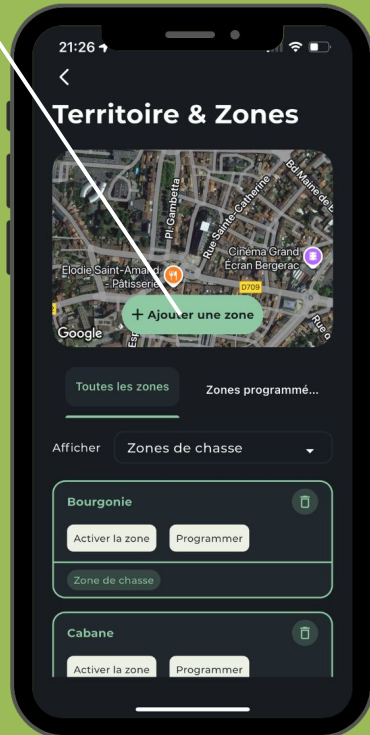 21:26
Territoire & Zones
Pl. Gambetta
Rue Sainte-Catherine
Bd Maine de
Cinéma Grand
Écran Bergerac
Elodie Saint-Amand
- Pâtisserie
D709
+ Ajouter une zone
Google
Rue
Toutes les zones
Zones programmé...
Afficher
Zones de chasse
Bourgonie
Activer la zone
Programmer
Zone de chasse
Cabane
Activer la zone
Programmer